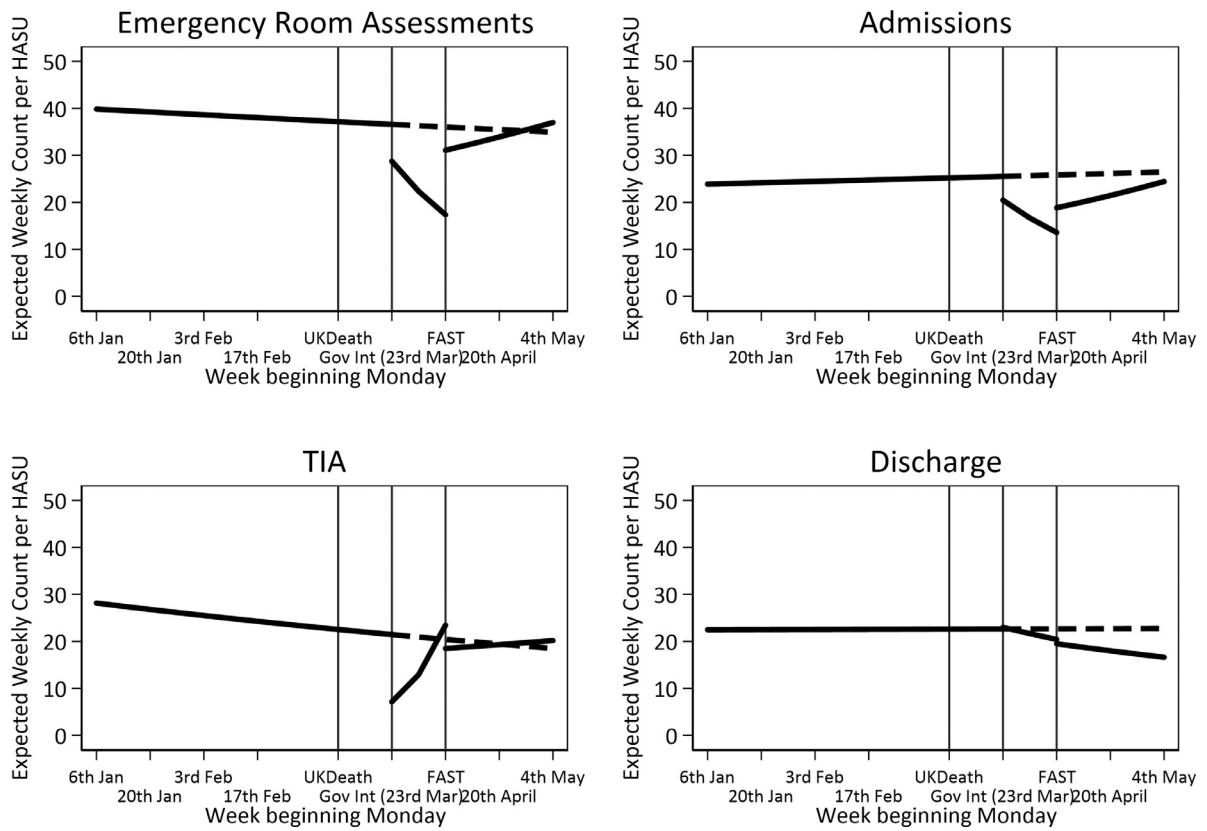 Emergency Room Assessments
Expected Weekly Count per HASU
50
40
30
20
10
0
6th Jan 3rd Feb UKDeath FAST 4th May
20th Jan 17th Feb Gov Int (23rd Mar) 20th April
Week beginning Monday
Admissions
Expected Weekly Count per HASU
50
40
30
20
10
0
6th Jan 3rd Feb UKDeath FAST 4th May
20th Jan 17th Feb Gov Int (23rd Mar) 20th April
Week beginning Monday
TIA
Expected Weekly Count per HASU
50
40
30
20
10
0
6th Jan 3rd Feb UKDeath FAST 4th May
20th Jan 17th Feb Gov Int (23rd Mar) 20th April
Week beginning Monday
Discharge
Expected Weekly Count per HASU
50
40
30
20
10
0
6th Jan 3rd Feb UKDeath FAST 4th May
20th Jan 17th Feb Gov Int (23rd Mar) 20th April
Week beginning Monday